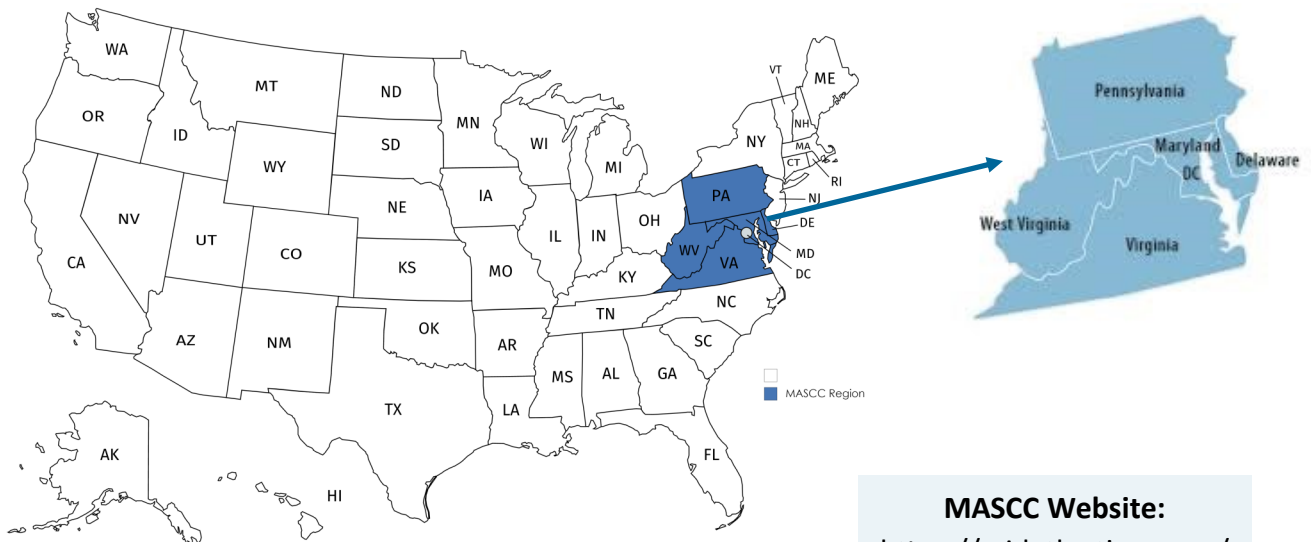 WA
MT
ND
MN
OR
ID
SD
WI
MI
VT
ME
NH
NY
MA
CT
RI
WY
IA
PA
NJ
NE
NV
UT
CO
IL
IN
OH
DE
CA
KS
MO
WV
VA
MD
DC
KY
NC
TN
AZ
NM
OK
AR
SC
MS
AL
GA
TX
LA
FL
AK
HI
MASCC Region
Pennsylvania
Maryland
DC
Delaware
West Virginia
Virginia
MASCC Website: